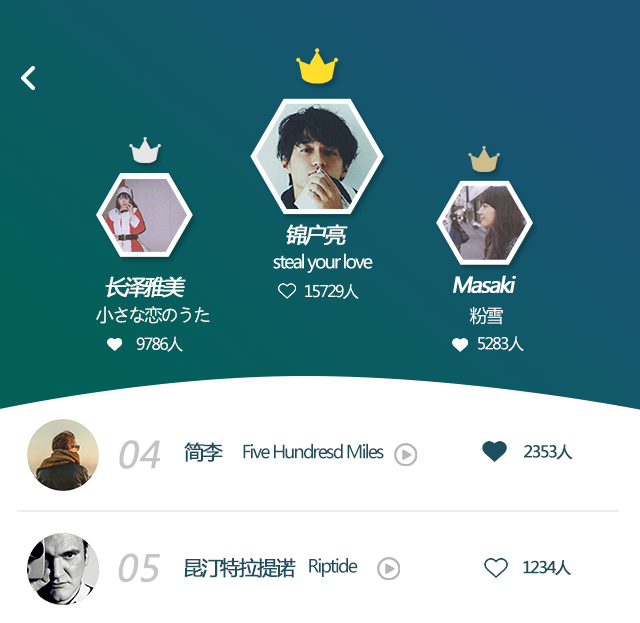 锦户亮
steal your love
15729人
长泽雅美
小さな恋のうた
9786人
Masaki
粉雪
5283人
04 简李 Five Hundresd Miles 2353人
05 昆汀特拉提诺 Riptide 1234人